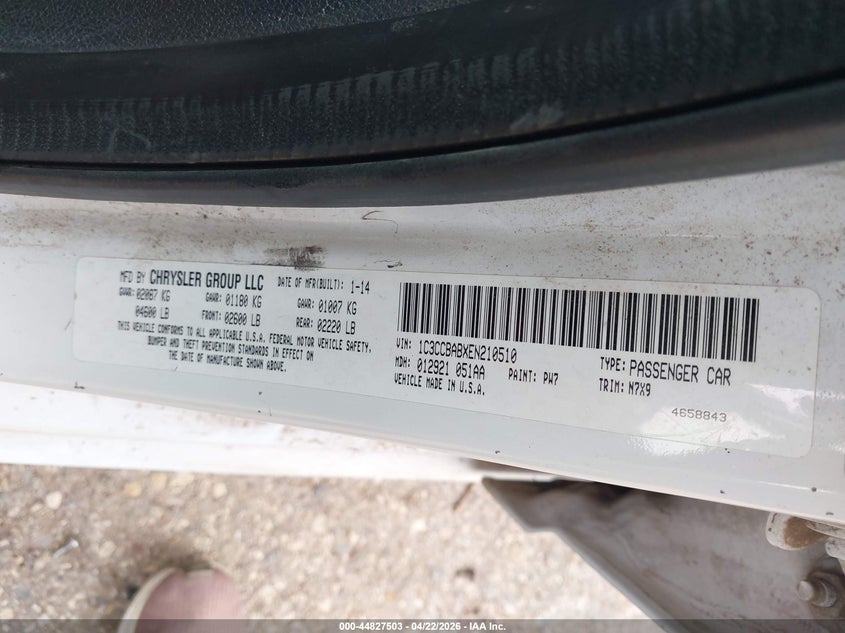 MFD BY CHRYSLER GROUP LLC DATE OF MFR(BUILT): 1-14
GVWR: 02087 KG GAWR: 01180 KG GAWR: 01007 KG
04600 LB FRONT: 02600 LB REAR: 02220 LB
THIS VEHICLE CONFORMS TO ALL APPLICABLE U.S.A. FEDERAL MOTOR VEHICLE SAFETY,
BUMPER AND THEFT PREVENTION STANDARDS IN EFFECT ON
THE DATE OF MANUFACTURE SHOWN ABOVE.
VIN: 1C3CCBABXEN210510 TYPE: PASSENGER CAR
MDH: 012921 051AA PAINT: PW7 TRIM: N7X9
VEHICLE MADE IN U.S.A.
4658843
000-44827503 - 04/22/2026 - IAA Inc.